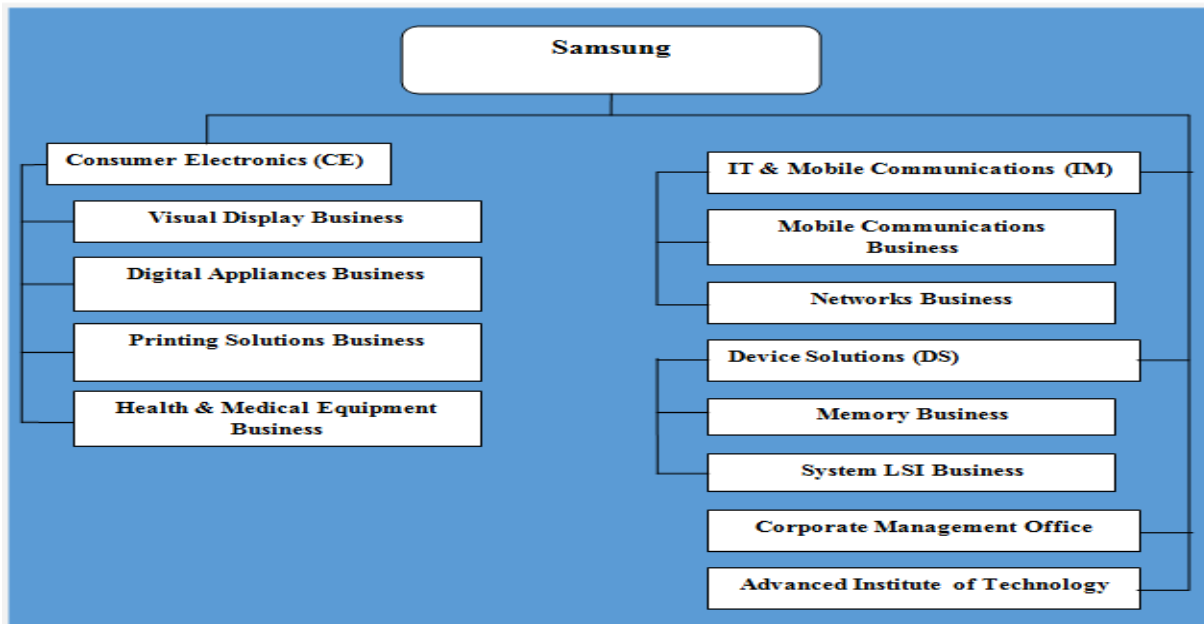 Samsung
Consumer Electronics (CE)
Visual Display Business
Digital Appliances Business
Printing Solutions Business
Health & Medical Equipment
Business
IT & Mobile Communications (IM)
Mobile Communications
Business
Networks Business
Device Solutions (DS)
Memory Business
System LSI Business
Corporate Management Office
Advanced Institute of Technology